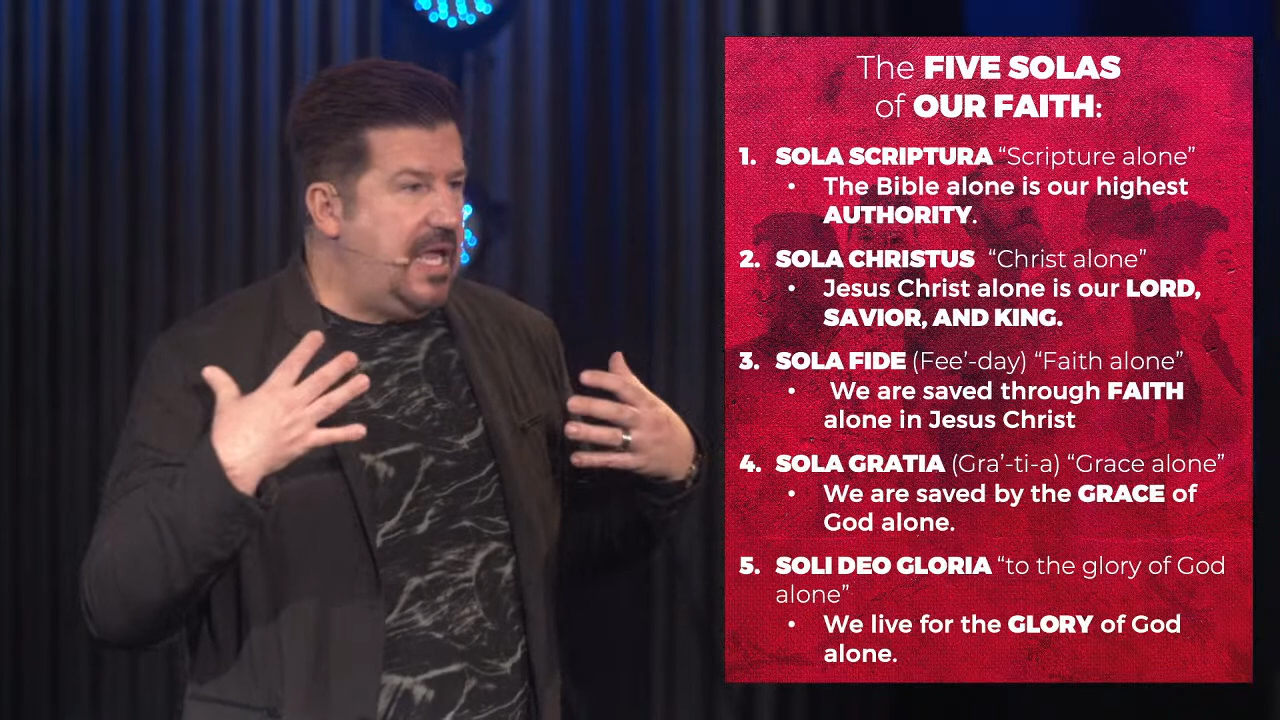 The FIVE SOLAS
of OUR FAITH:
1. SOLA SCRIPTURA “Scripture alone”
• The Bible alone is our highest
AUTHORITY.
2. SOLA CHRISTUS “Christ alone”
• Jesus Christ alone is our LORD,
SAVIOR, AND KING.
3. SOLA FIDE (Fee’-day) “Faith alone”
• We are saved through FAITH
alone in Jesus Christ
4. SOLA GRATIA (Gra’-ti-a) “Grace alone”
• We are saved by the GRACE of
God alone.
5. SOLI DEO GLORIA “to the glory of God
alone”
• We live for the GLORY of God
alone.